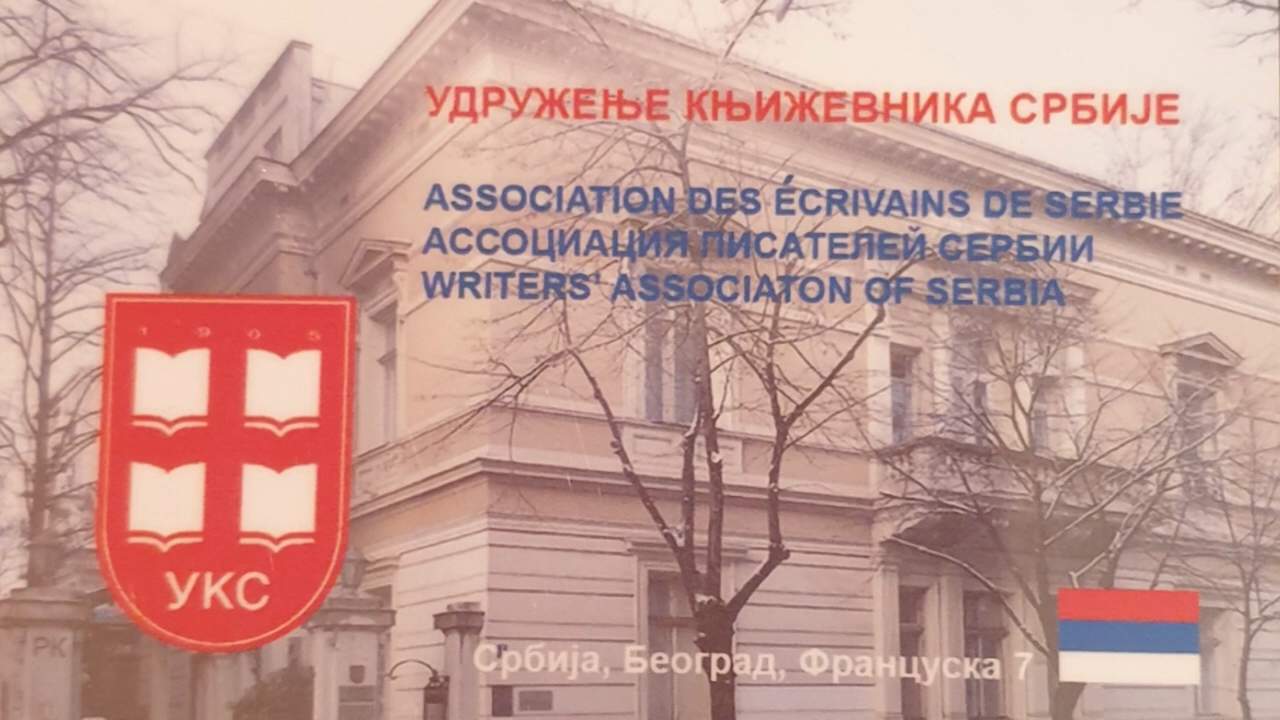 УДРУЖЕЊЕ КЊИЖЕВНИКА СРБИЈЕ
ASSOCIATION DES ÉCRIVAINS DE SERBIE
АССОЦИАЦИЯ ПИСАТЕЛЕЙ СЕРБИИ
WRITERS' ASSOCIATON OF SERBIA
1905
УКС
РК
Србија, Београд, Француска 7